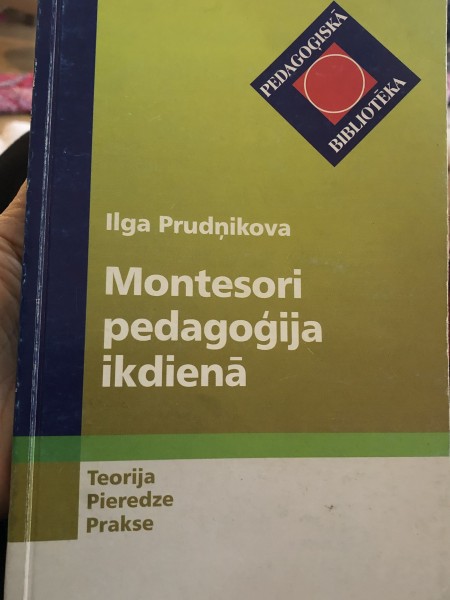 PEDAGOĢISKĀ
BIBLIOTĒKA
Ilga Prudņikova
Montesori
pedagoģija
ikdienā
Teorija
Pieredze
Prakse